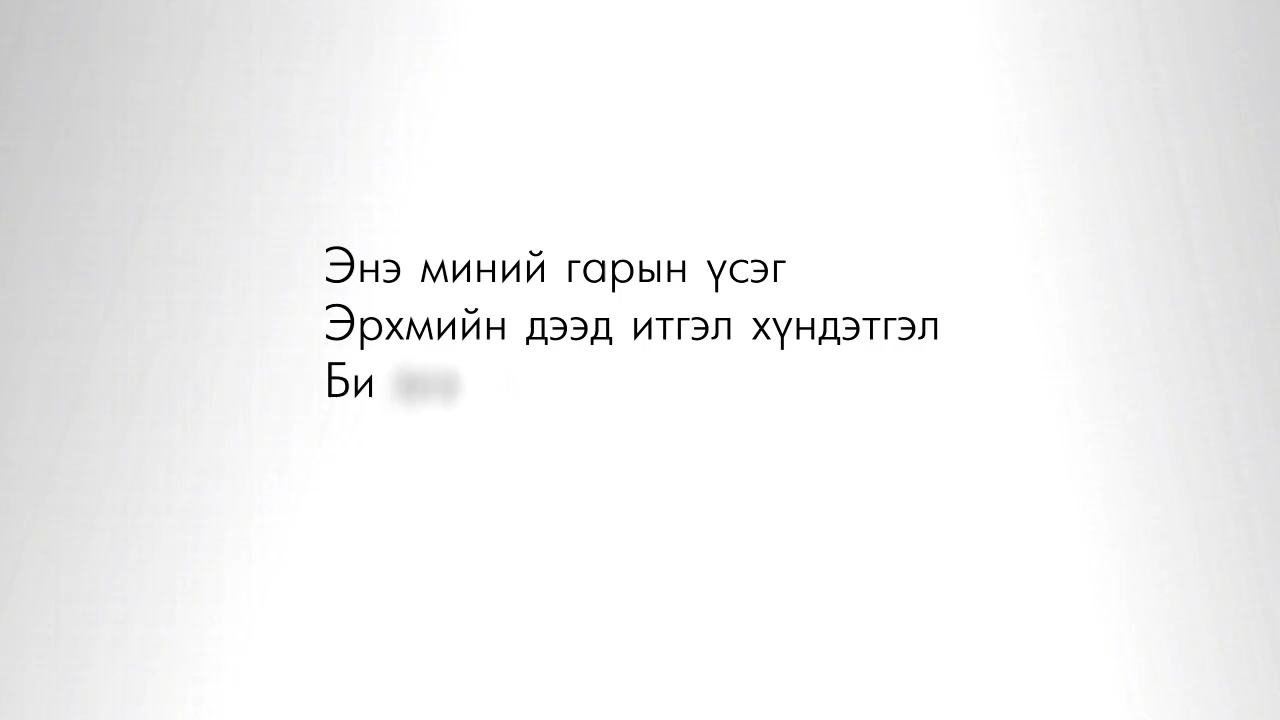 Энэ миний гарын үсэг
Эрхмийн дээд итгэл хүндэтгэл
Би